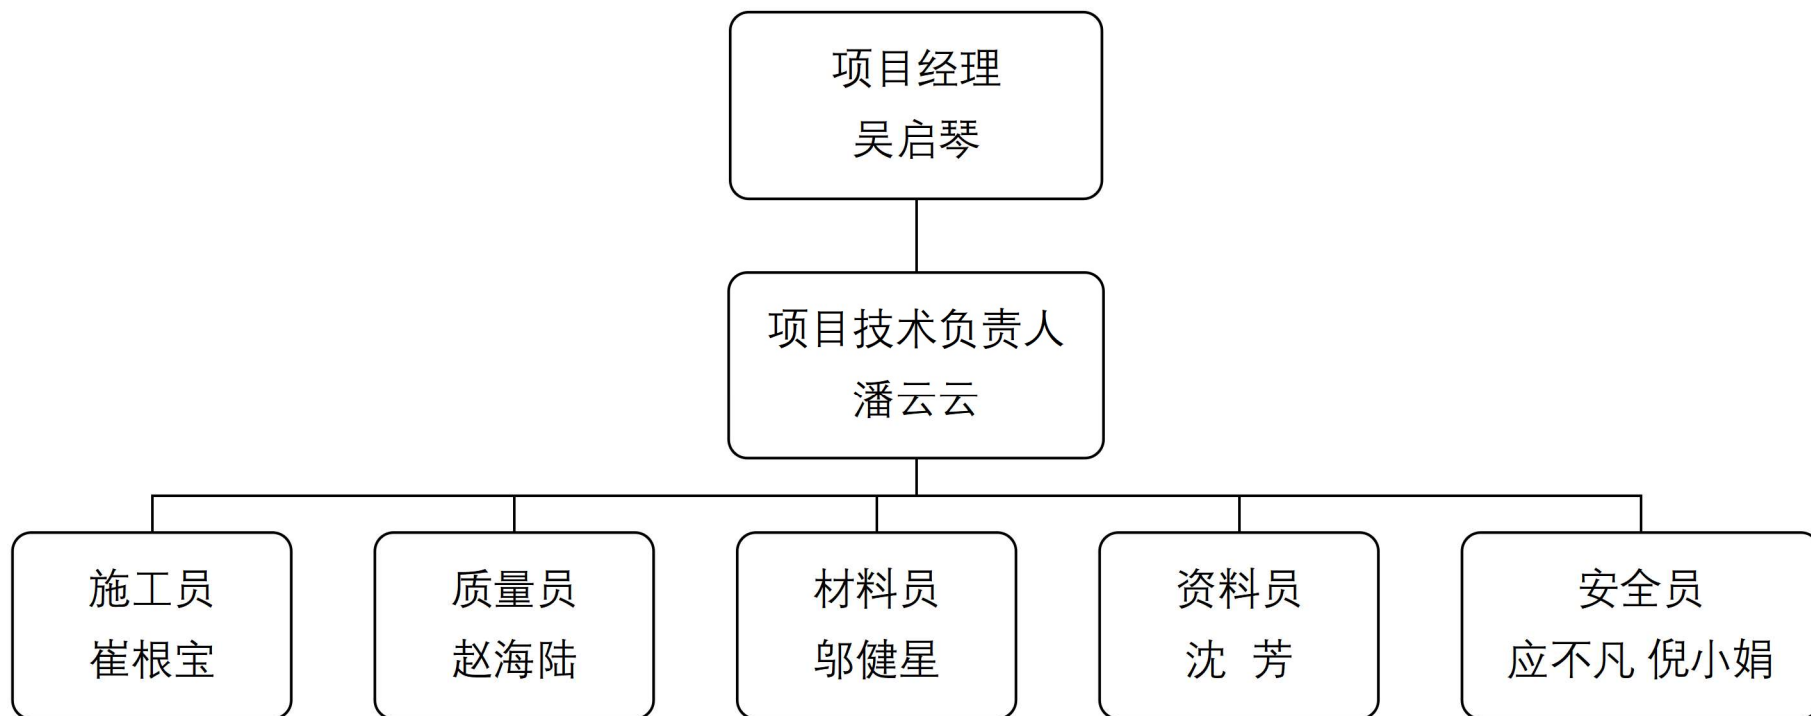 项目经理
吴启琴
项目技术负责人
潘云云
施工员
崔根宝
质量员
赵海陆
材料员
邬健星
资料员
沈 芳
安全员
应不凡 倪小娟